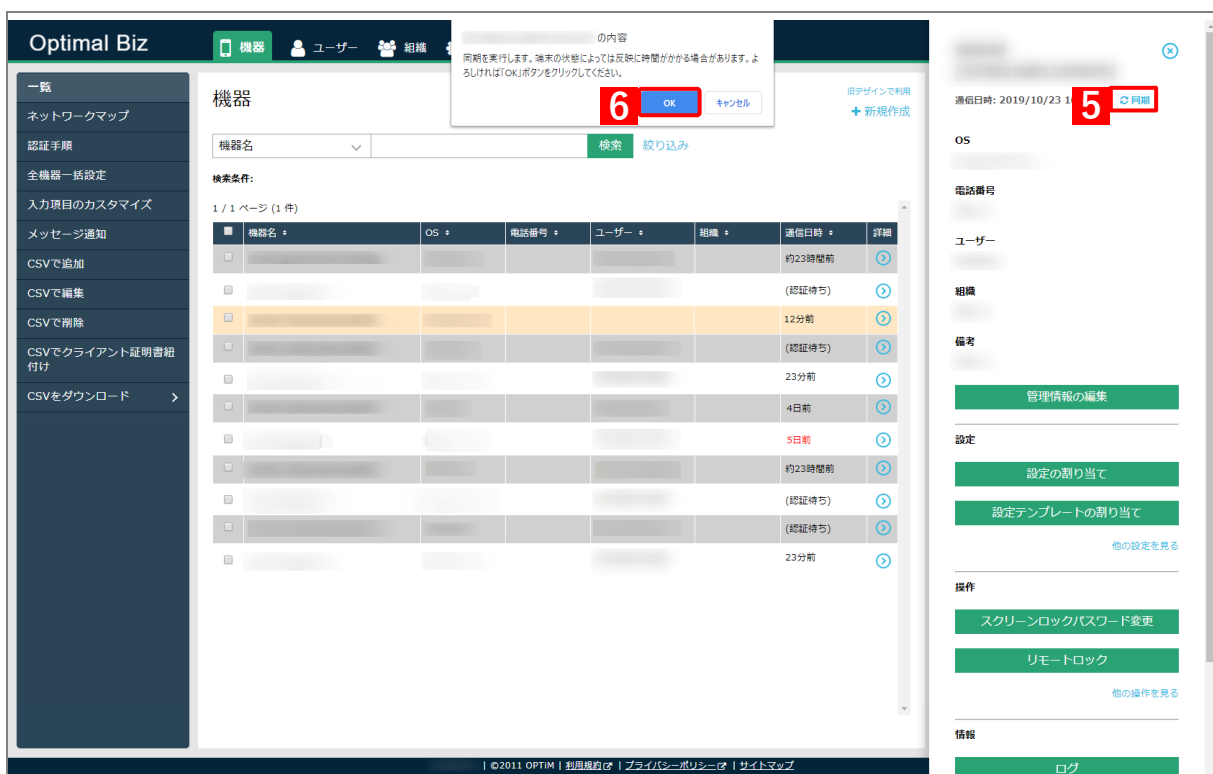 Optimal Biz
機器
ユーザー
組織
の内容
同期を実行します。端末の状態によっては反映に時間がかかる場合があります。よ
ろしければ「OK」ボタンをクリックしてください。
6
OK
キャンセル
一覧
ネットワークマップ
認証手順
全機器一括設定
入力項目のカスタマイズ
メッセージ通知
CSVで追加
CSVで編集
CSVで削除
CSVでクライアント証明書紐
付け
CSVをダウンロード
機器
旧デザインで利用
新規作成
機器名
検索
絞り込み
検索条件:
1 / 1 ページ (1 件)
機器名 OS 電話番号 ユーザー 組織 通信日時 詳細
約23時間前
(認証待ち)
12分前
(認証待ち)
23分前
4日前
5日前
約23時間前
(認証待ち)
(認証待ち)
23分前
通信日時: 2019/10/23 1
5
同期
OS
電話番号
ユーザー
組織
備考
管理情報の編集
設定
設定の割り当て
設定テンプレートの割り当て
他の設定を見る
操作
スクリーンロックパスワード変更
リモートロック
他の操作を見る
情報
ログ
| ©2011 OPTiM | 利用規約 | プライバシーポリシー | サイトマップ